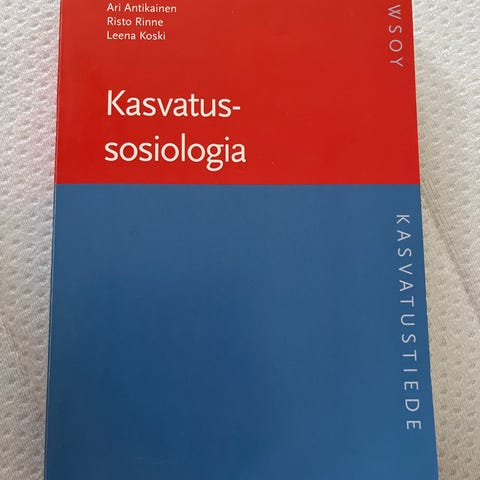 Ari Antikainen
Risto Rinne
Leena Koski
WSOY
Kasvatus-
sosiologia
KASVATUSTIEDE